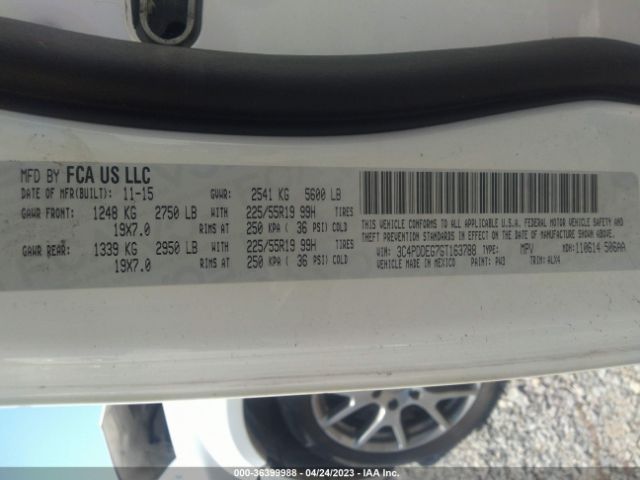 MFD BY FCA US LLC
DATE OF MFR(BUILT): 11-15 GVWR: 2541 KG 5600 LB
GAWR FRONT: 1248 KG 2750 LB WITH 225/55R19 99H TIRES
19X7.0 RIMS AT 250 KPA ( 36 PSI) COLD
GAWR REAR: 1339 KG 2950 LB WITH 225/55R19 99H TIRES
19X7.0 RIMS AT 250 KPA ( 36 PSI) COLD
THIS VEHICLE CONFORMS TO ALL APPLICABLE U.S.A. FEDERAL MOTOR VEHICLE SAFETY AND
THEFT PREVENTION STANDARDS IN EFFECT ON THE DATE OF MANUFACTURE SHOWN ABOVE.
VIN: 3C4PDDEG7GT163788 TYPE: MPV MDH: 110614 506AA
VEHICLE MADE IN MEXICO PAINT: PW3 TRIM: ALX4
000-36399988 - 04/24/2023 - IAA Inc.